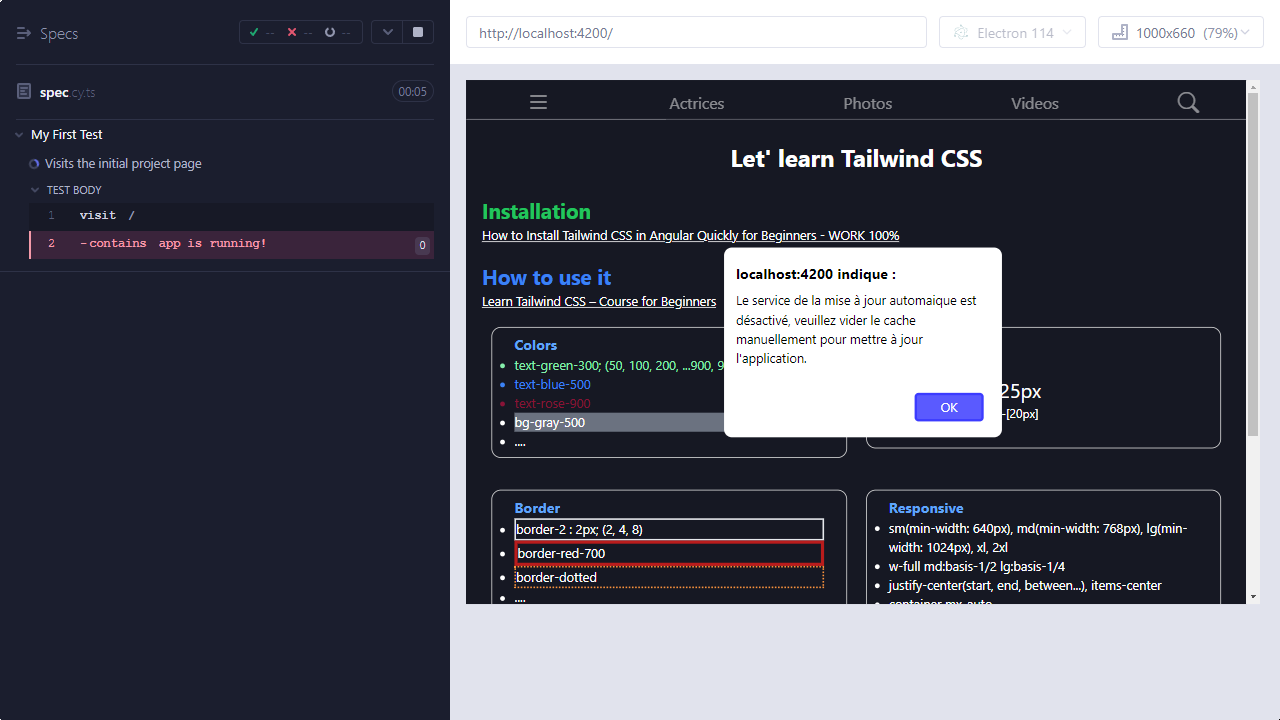 Specs
-- -- --
spec.cy.ts
00:05
My First Test
Visits the initial project page
TEST BODY
1 visit /
2 -contains app is running! 0
http://localhost:4200/
Electron 114
1000x660 (79%)
Actrices Photos Videos
Let' learn Tailwind CSS
Installation
How to Install Tailwind CSS in Angular Quickly for Beginners - WORK 100%
How to use it
Learn Tailwind CSS – Course for Beginners
localhost:4200 indique :
Le service de la mise à jour automaique est
désactivé, veuillez vider le cache
manuellement pour mettre à jour
l'application.
OK
Colors
text-green-300; (50, 100, 200, ...900, 9
text-blue-500
text-rose-900
bg-gray-500
....
25px
-[20px]
Border
border-2 : 2px; (2, 4, 8)
border-red-700
border-dotted
....
Responsive
sm(min-width: 640px), md(min-width: 768px), lg(min-
width: 1024px), xl, 2xl
w-full md:basis-1/2 lg:basis-1/4
justify-center(start, end, between...), items-center
container mx-auto